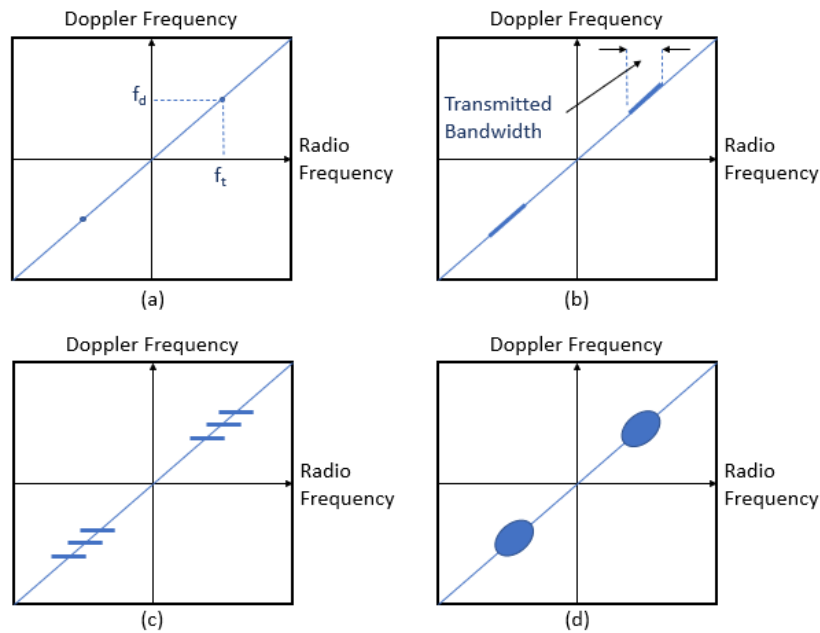 Doppler Frequency
f_d
Radio
Frequency
f_t
(a)
Doppler Frequency
Transmitted
Bandwidth
Radio
Frequency
(b)
Doppler Frequency
Radio
Frequency
(c)
Doppler Frequency
Radio
Frequency
(d)